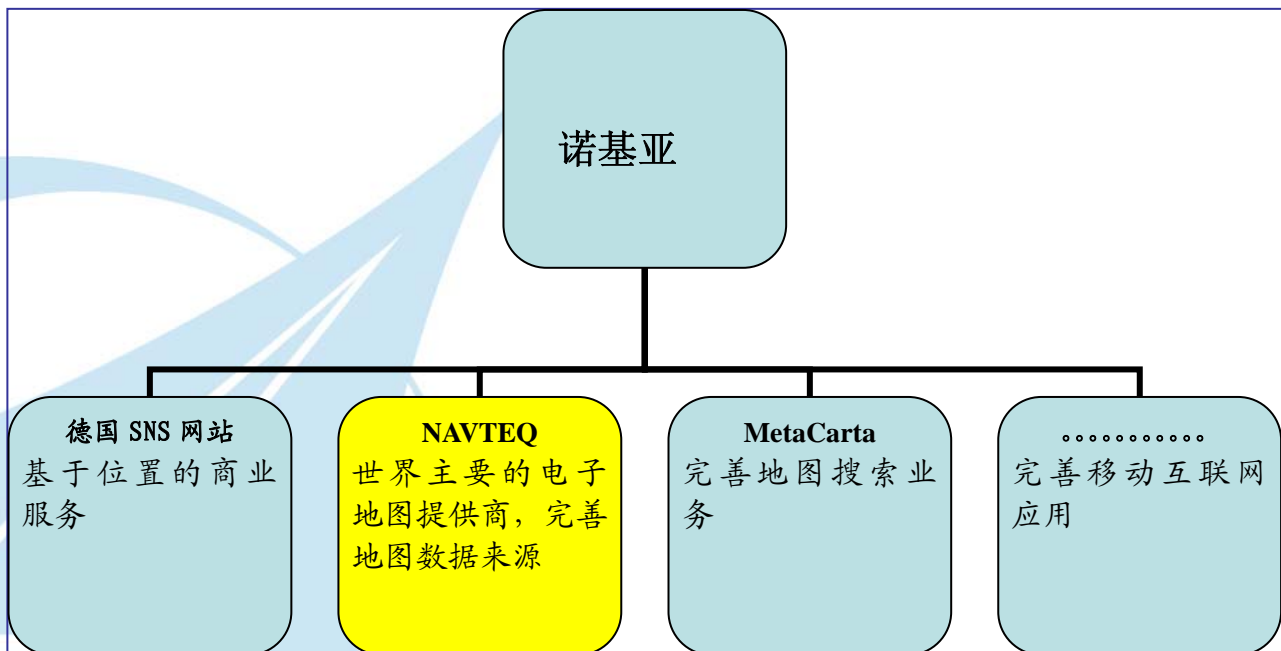 诺基亚
德国 SNS 网站
基于位置的商业
服务
NAVTEQ
世界主要的电子
地图提供商，完善
地图数据来源
MetaCarta
完善地图搜索业
务
。。。。。。。。。。。
完善移动互联网
应用